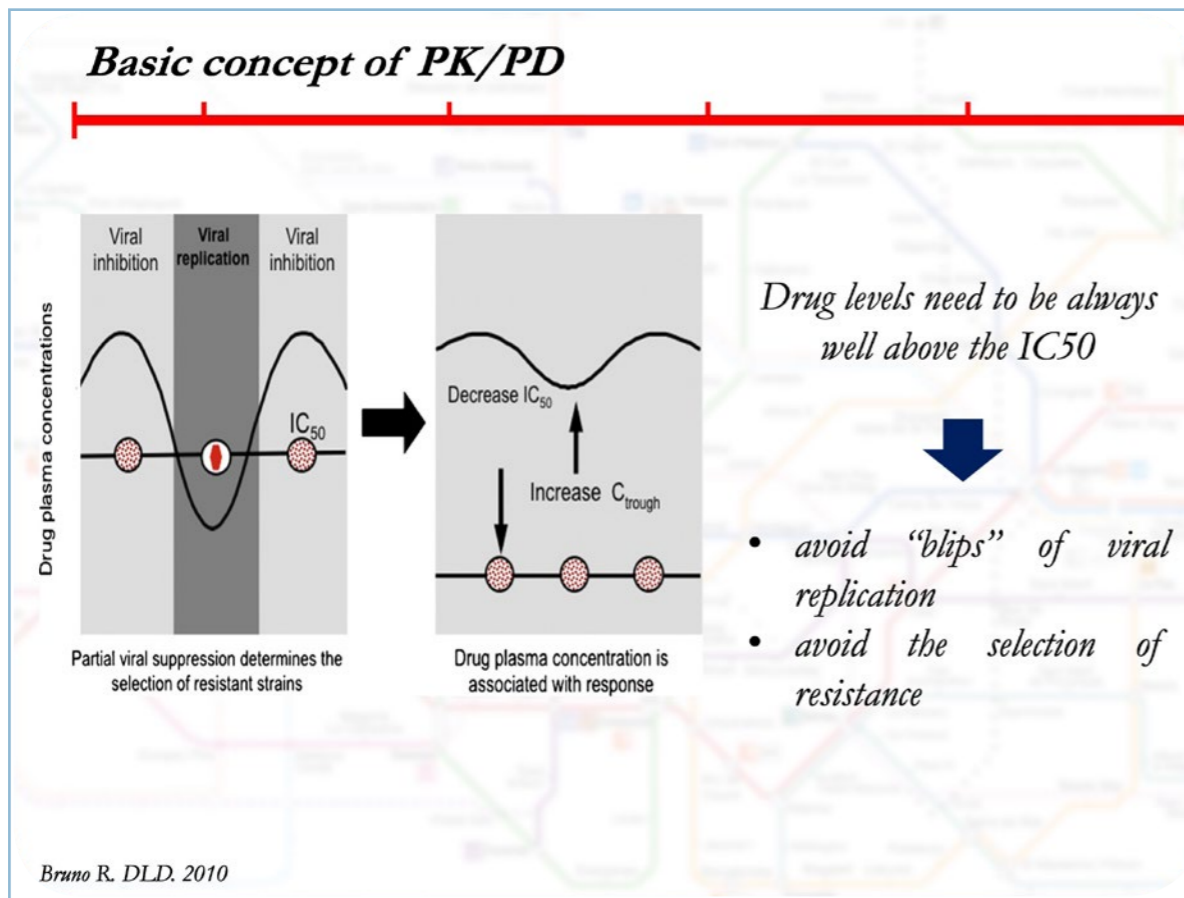 Basic concept of PK/PD
Viral
inhibition
Viral
replication
Viral
inhibition
Drug plasma concentrations
IC50
Partial viral suppression determines the
selection of resistant strains
Decrease IC50
Increase Ctrough
Drug plasma concentration is
associated with response
Drug levels need to be always
well above the IC50
• avoid “blips” of viral
replication
• avoid the selection of
resistance
Bruno R. DLD. 2010